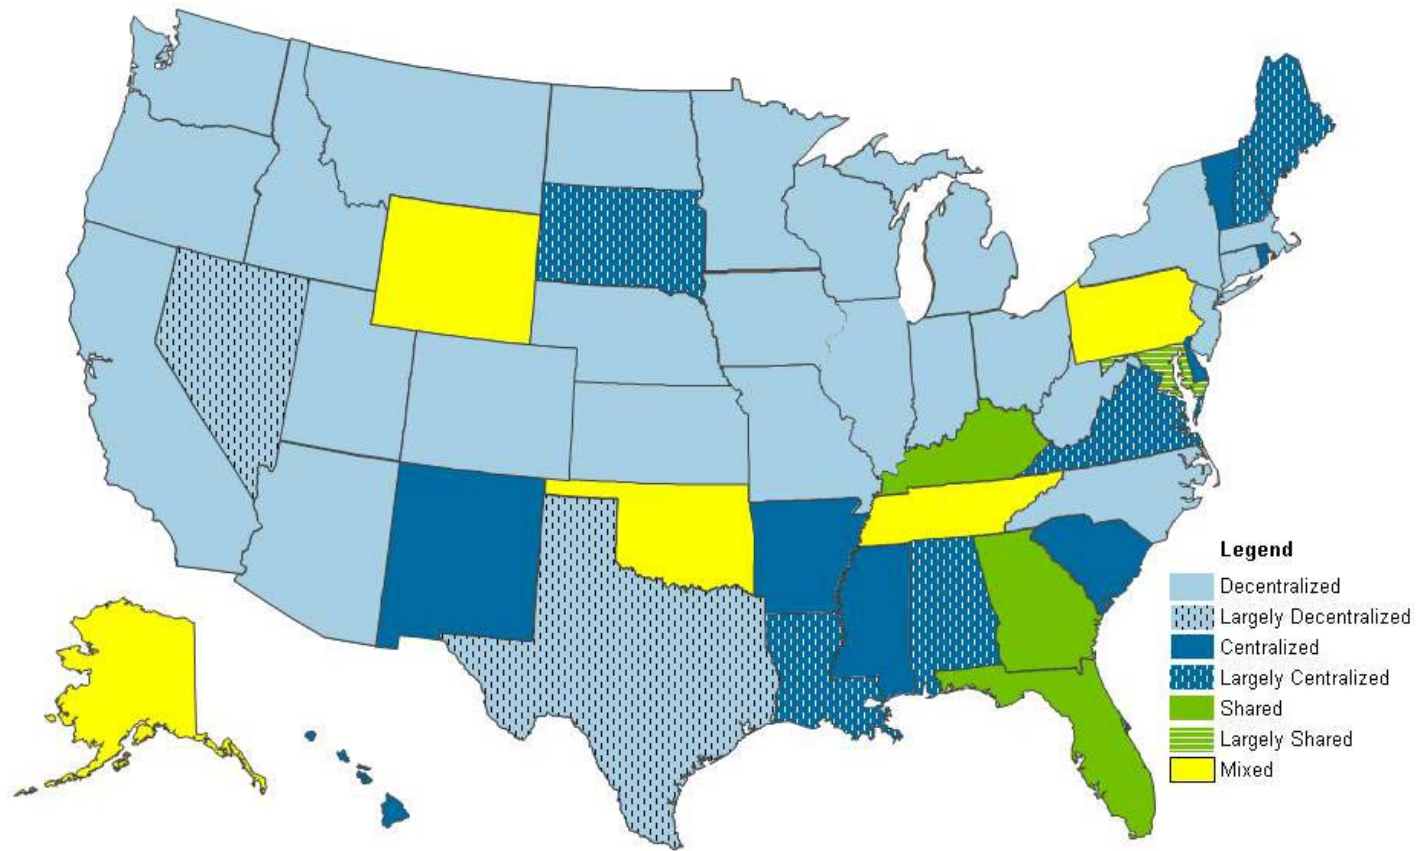 Legend
Decentralized
Largely Decentralized
Centralized
Largely Centralized
Shared
Largely Shared
Mixed